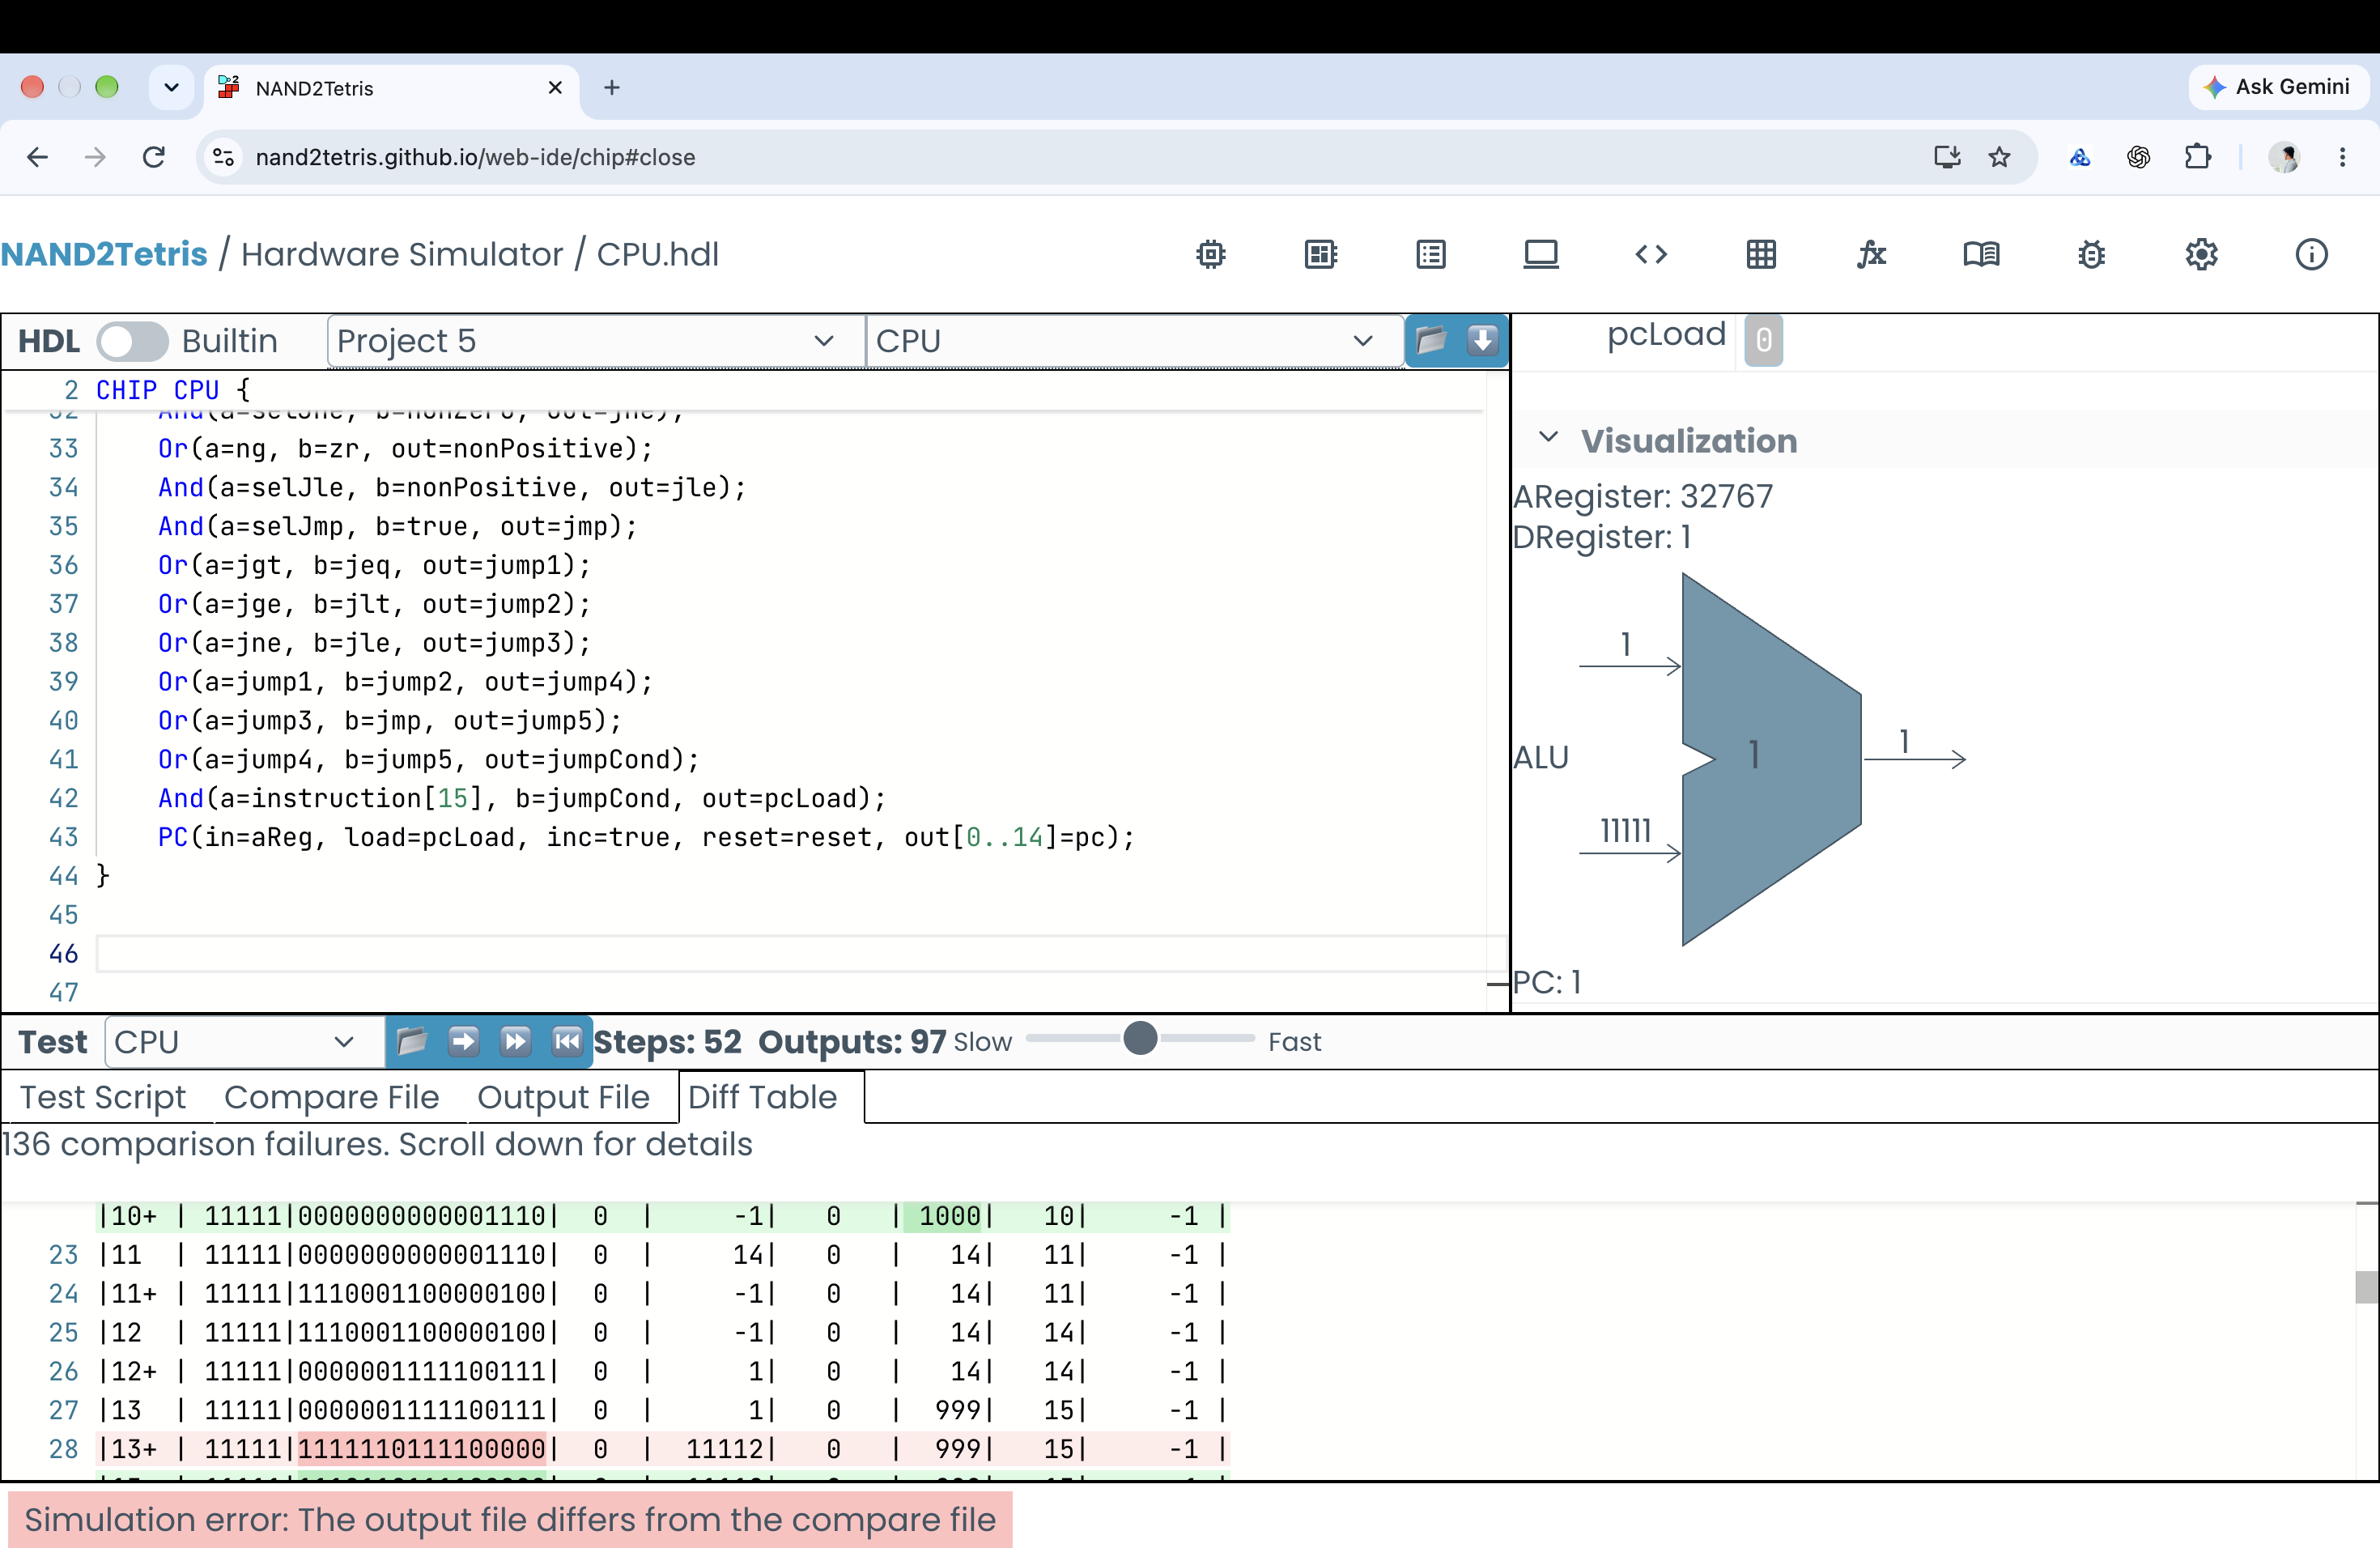 NAND2Tetris
Ask Gemini
nand2tetris.github.io/web-ide/chip#close
NAND2Tetris / Hardware Simulator / CPU.hdl
HDL Builtin Project 5 CPU
pcLoad 0
2 CHIP CPU {
32 And(a=selJne, b=nonZero, out=jne);
33 Or(a=ng, b=zr, out=nonPositive);
34 And(a=selJle, b=nonPositive, out=jle);
35 And(a=selJmp, b=true, out=jmp);
36 Or(a=jgt, b=jeq, out=jump1);
37 Or(a=jge, b=jlt, out=jump2);
38 Or(a=jne, b=jle, out=jump3);
39 Or(a=jump1, b=jump2, out=jump4);
40 Or(a=jump3, b=jmp, out=jump5);
41 Or(a=jump4, b=jump5, out=jumpCond);
42 And(a=instruction[15], b=jumpCond, out=pcLoad);
43 PC(in=aReg, load=pcLoad, inc=true, reset=reset, out[0..14]=pc);
44 }
45
46
47
Visualization
ARegister: 32767
DRegister: 1
1
ALU
1
1
11111
PC: 1
Test CPU Steps: 52 Outputs: 97 Slow Fast
Test Script Compare File Output File Diff Table
136 comparison failures. Scroll down for details
|10+ | 11111|0000000000001110| 0 | -1| 0 | 1000| 10| -1 |
23 |11 | 11111|0000000000001110| 0 | 14| 0 | 14| 11| -1 |
24 |11+ | 11111|1110001100000100| 0 | -1| 0 | 14| 11| -1 |
25 |12 | 11111|1110001100000100| 0 | -1| 0 | 14| 14| -1 |
26 |12+ | 11111|0000001111100111| 0 | 1| 0 | 14| 14| -1 |
27 |13 | 11111|0000001111100111| 0 | 1| 0 | 999| 15| -1 |
28 |13+ | 11111|1111110111100000| 0 | 11112| 0 | 999| 15| -1 |
Simulation error: The output file differs from the compare file